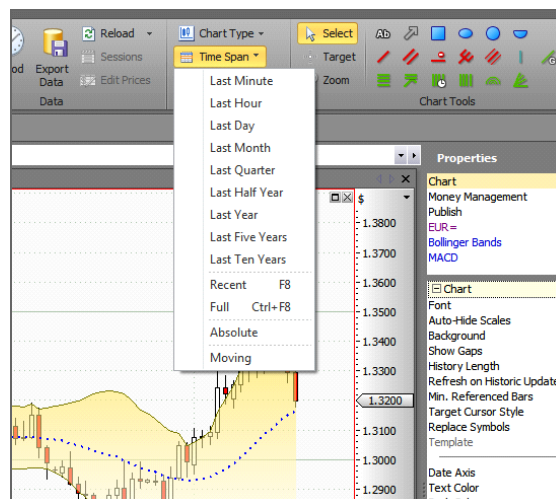 Reload
Chart Type
Select
Ab
Sessions
Time Span
Target
Export
Data
Edit Prices
Zoom
Data
Chart Tools
Last Minute
Last Hour
Last Day
Last Month
Last Quarter
Last Half Year
Last Year
Last Five Years
Last Ten Years
Recent F8
Full Ctrl+F8
Absolute
Moving
$
1.3800
1.3700
1.3600
1.3500
1.3400
1.3300
1.3200
1.3100
1.3000
1.2900
Properties
Chart
Money Management
Publish
EUR=
Bollinger Bands
MACD
Chart
Font
Auto-Hide Scales
Background
Show Gaps
History Length
Refresh on Historic Update
Min. Referenced Bars
Target Cursor Style
Replace Symbols
Template
Date Axis
Text Color